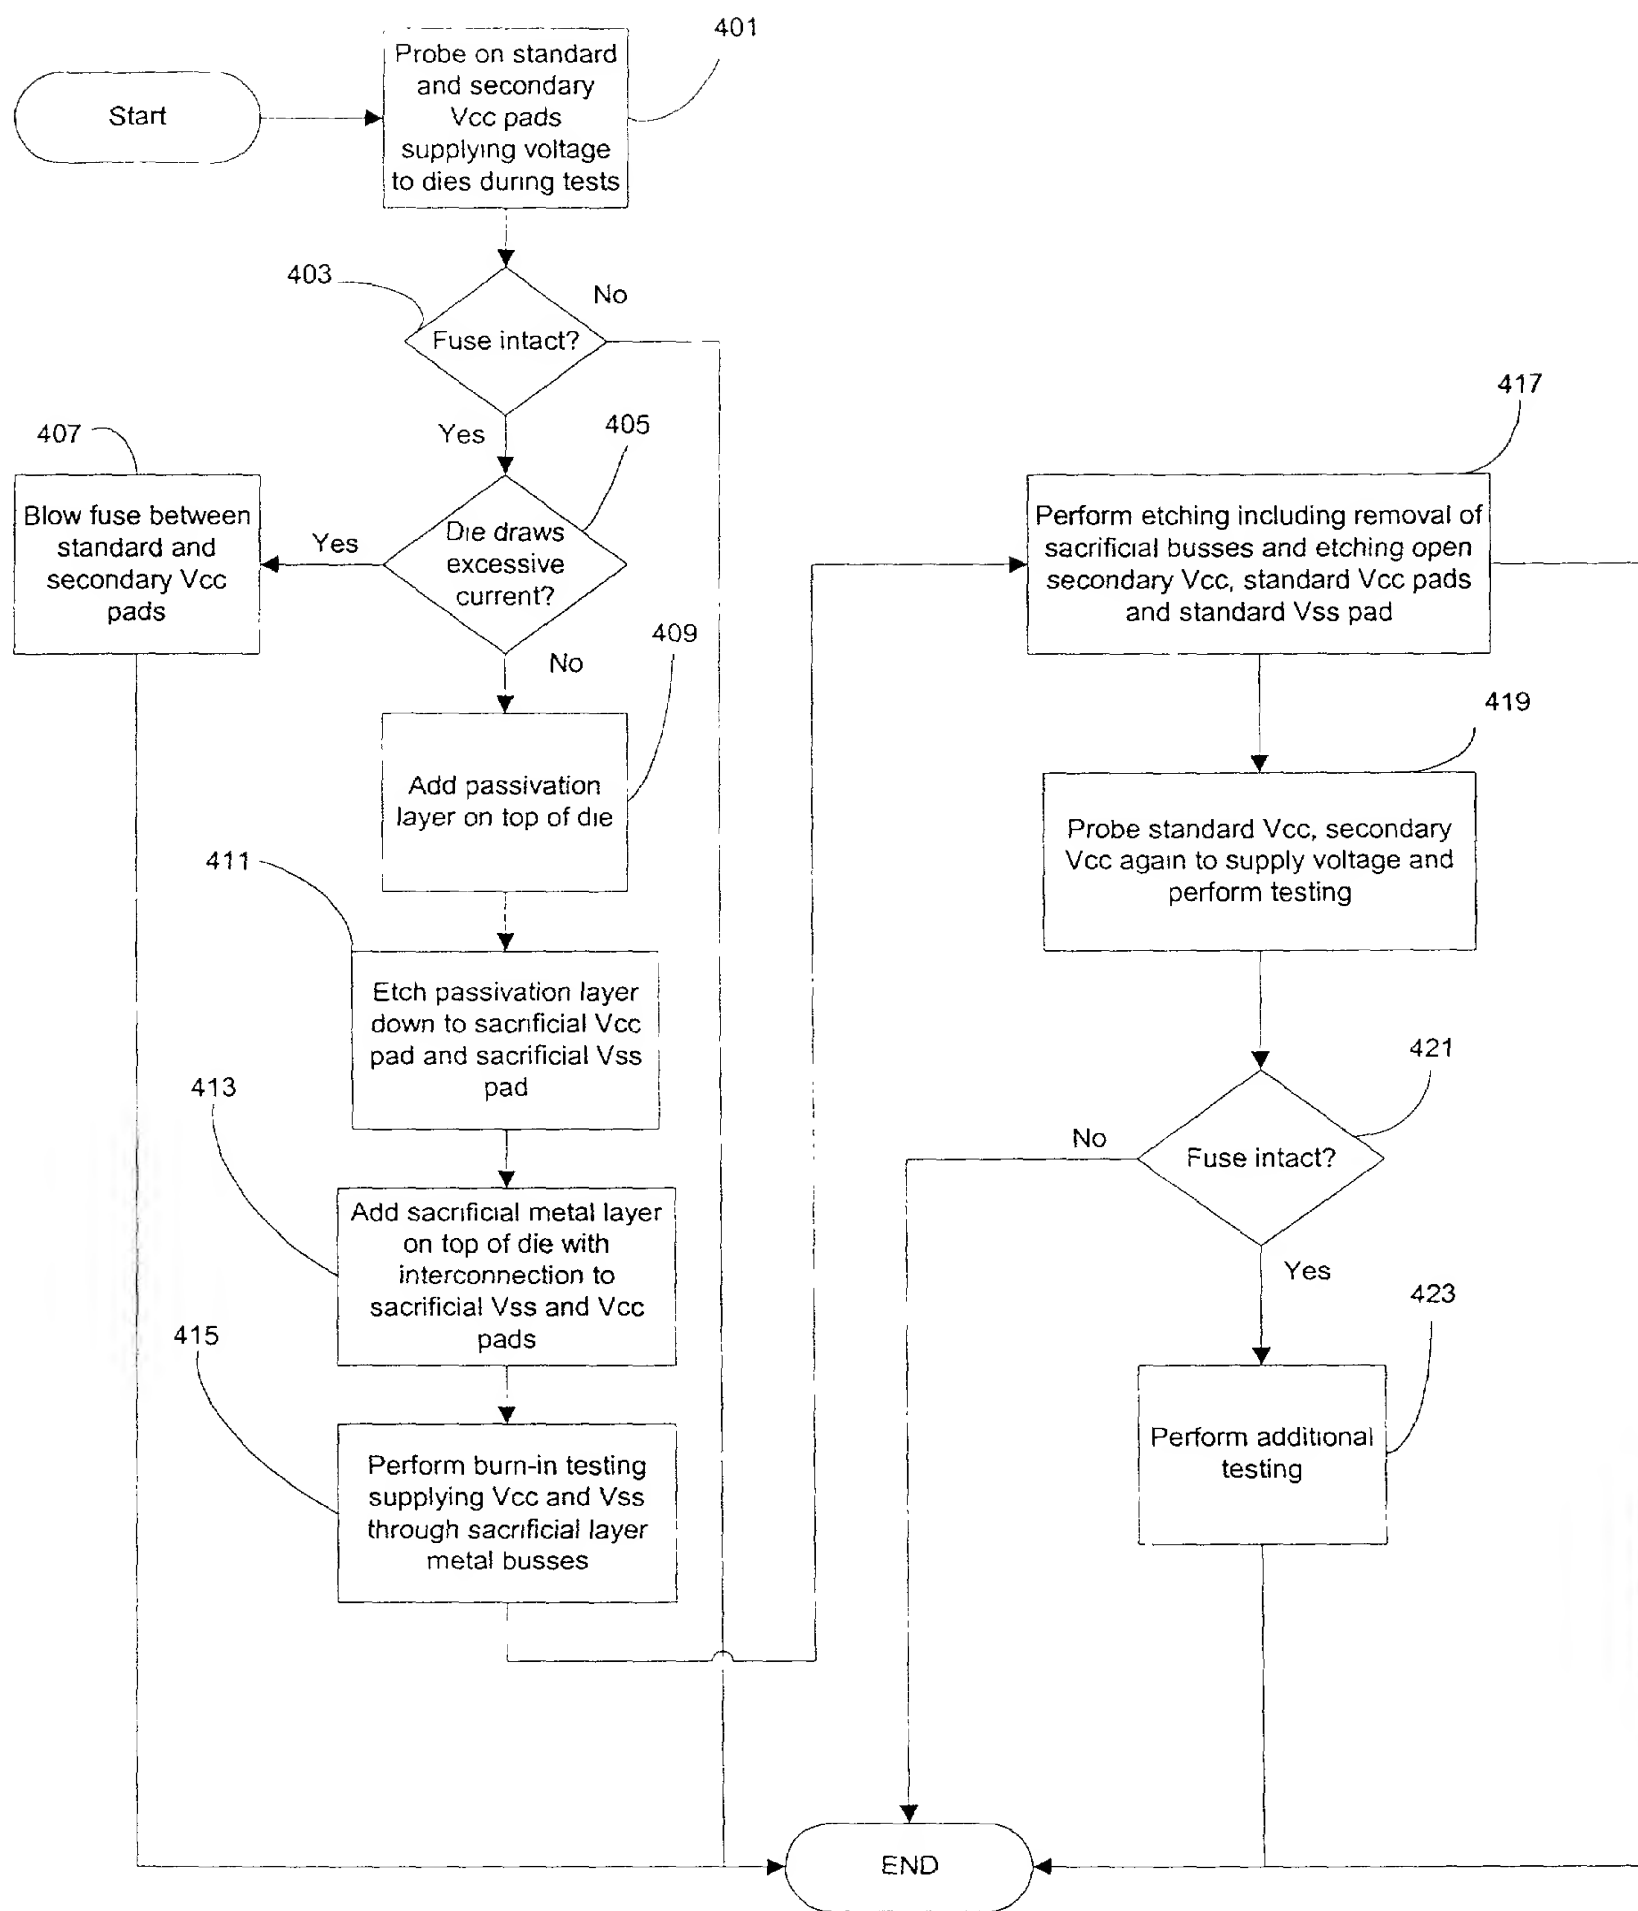 401
Probe on standard
and secondary
Vcc pads
supplying voltage
to dies during tests
Start
403
No
Fuse intact?
Yes
405
407
Blow fuse between
standard and
secondary Vcc
pads
Yes
Die draws
excessive
current?
No
409
Add passivation
layer on top of die
411
Etch passivation layer
down to sacrificial Vcc
pad and sacrificial Vss
pad
413
Add sacrificial metal layer
on top of die with
interconnection to
sacrificial Vss and Vcc
pads
415
Perform burn-in testing
supplying Vcc and Vss
through sacrificial layer
metal busses
417
Perform etching including removal of
sacrificial busses and etching open
secondary Vcc, standard Vcc pads
and standard Vss pad
419
Probe standard Vcc, secondary
Vcc again to supply voltage and
perform testing
421
No
Fuse intact?
Yes
423
Perform additional
testing
END